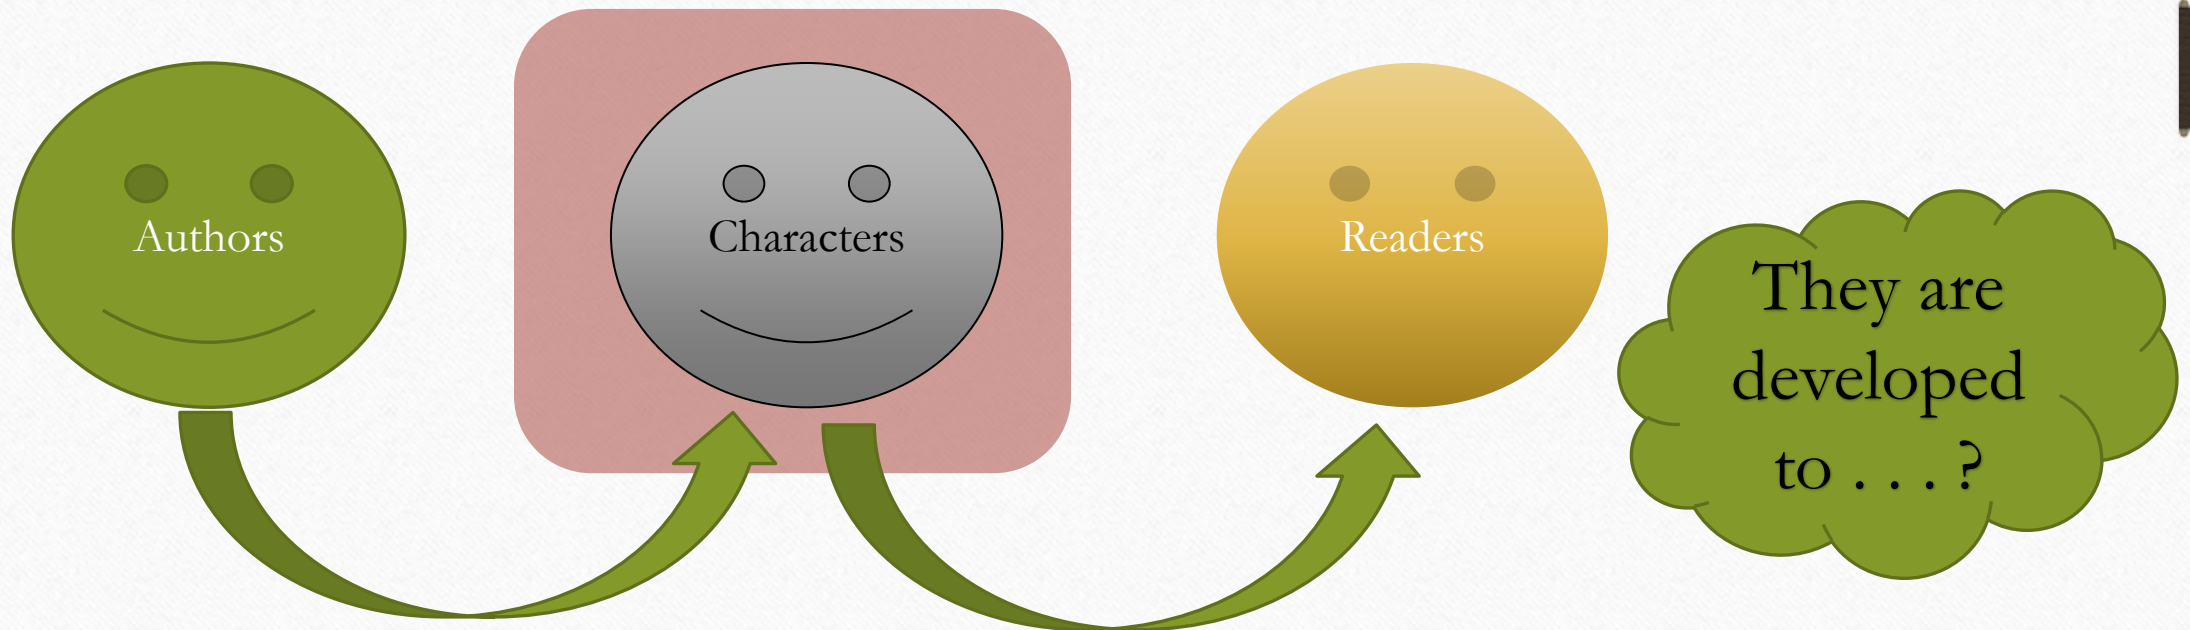 Authors
Characters
Readers
They are
developed
to . . . ?